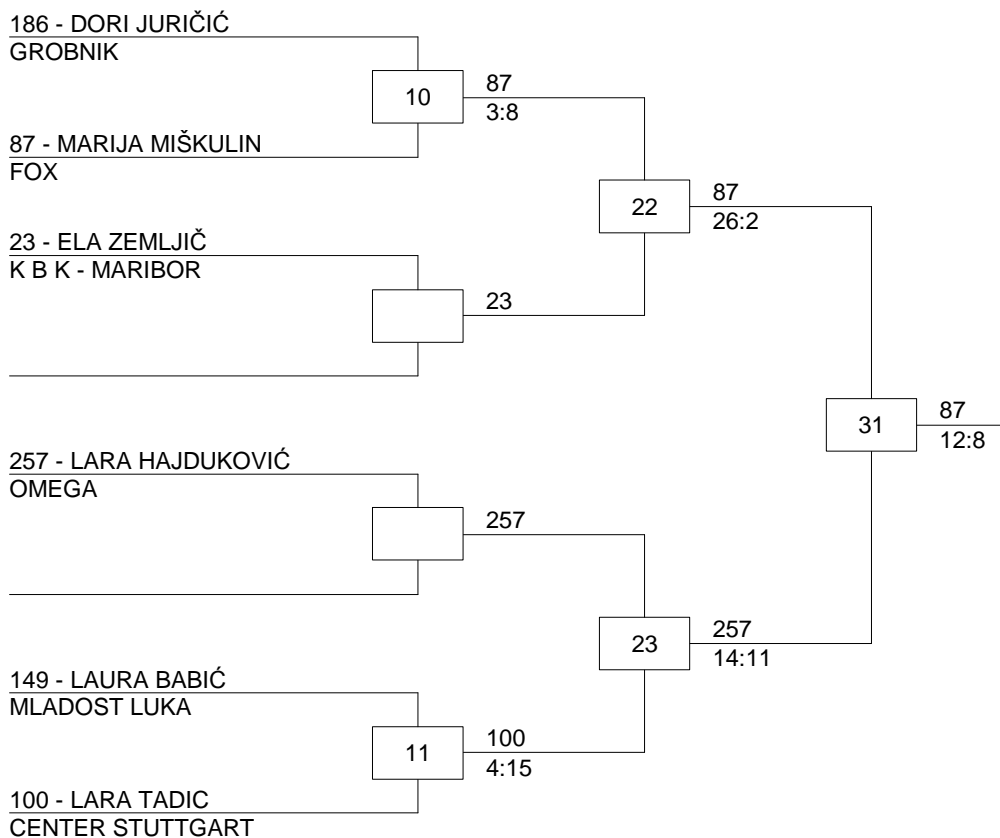 186 - DORI JURIČIĆ
GROBNIK
10
87
3:8
87 - MARIJA MIŠKULIN
FOX
22
87
26:2
23 - ELA ZEMLJIČ
K B K - MARIBOR
23
31
87
12:8
257 - LARA HAJDUKOVIĆ
OMEGA
257
23
257
14:11
149 - LAURA BABIĆ
MLADOST LUKA
11
100
4:15
100 - LARA TADIC
CENTER STUTTGART